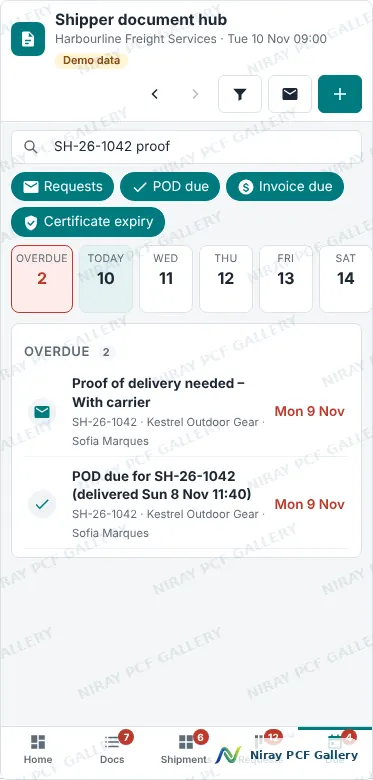 Shipper document hub
Harbourline Freight Services · Tue 10 Nov 09:00
Demo data
SH-26-1042 proof
Requests
POD due
Invoice due
Certificate expiry
OVERDUE
2
TODAY
10
WED
11
THU
12
FRI
13
SAT
14
OVERDUE 2
Proof of delivery needed –
With carrier
SH-26-1042 · Kestrel Outdoor Gear ·
Sofia Marques
Mon 9 Nov
POD due for SH-26-1042
(delivered Sun 8 Nov 11:40)
SH-26-1042 · Kestrel Outdoor Gear ·
Sofia Marques
Mon 9 Nov
Home
7
Docs
6
Shipment
Niray PCF Gallery
NIRAY PCF GALLERY